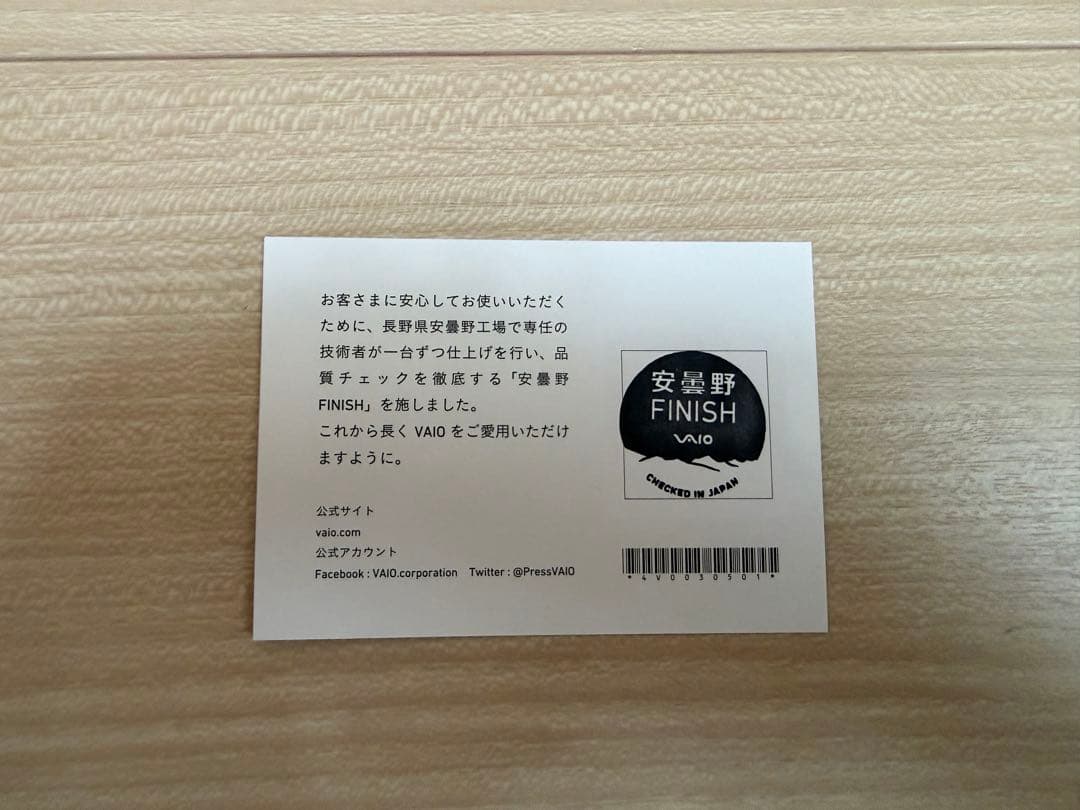 お客さまに安心してお使いいただく
ために、長野県安曇野工場で専任の
技術者が一台ずつ仕上げを行い、品
質チェックを徹底する「安曇野
FINISH」を施しました。
これから長く VAIO をご愛用いただけ
ますように。
公式サイト
vaio.com
公式アカウント
Facebook : VAIO.corporation Twitter : @PressVAIO
安曇野
FINISH
VAIO
CHECKED IN JAPAN
*4V0030501*